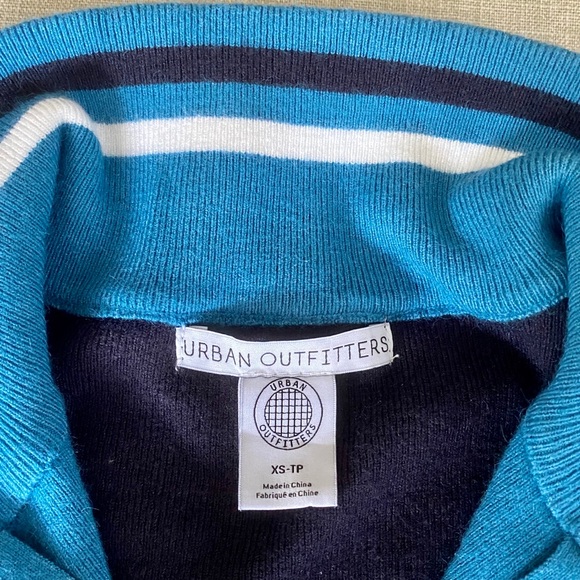 URBAN OUTFITTERS
URBAN
OUTFITTERS
XS-TP
Made in China
Fabriqué en Chine